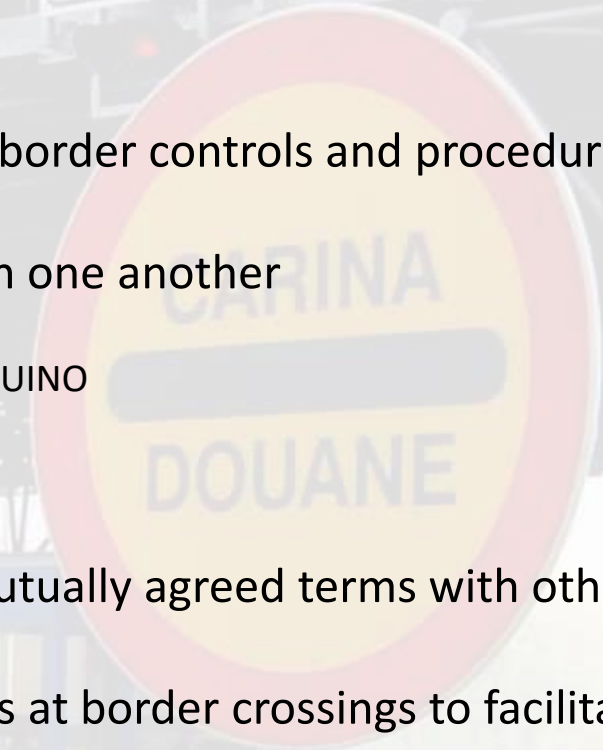 border controls and procedur
n one another
CARINA
UINO
DOUANE
utually agreed terms with oth
s at border crossings to facilita